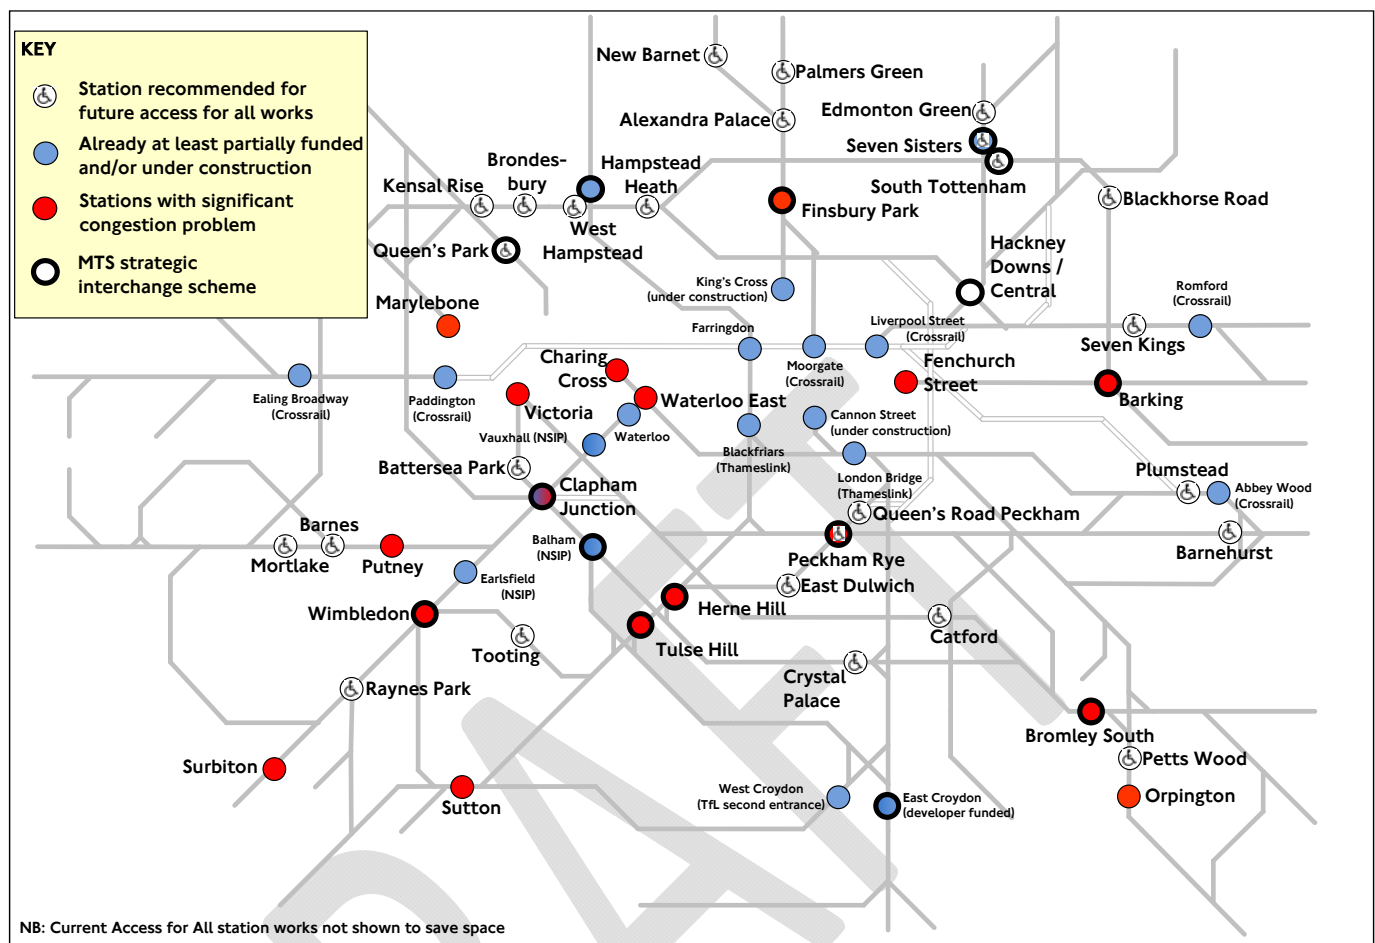 KEY
Station recommended for
future access for all works
Already at least partially funded
and/or under construction
Stations with significant
congestion problem
MTS strategic
interchange scheme
New Barnet
Palmers Green
Alexandra Palace
Edmonton Green
Seven Sisters
South Tottenham
Brondes-
bury
Hampstead
Heath
Kensal Rise
West
Hampstead
Queen's Park
Finsbury Park
Blackhorse Road
Hackney
Downs /
Central
King's Cross
(under construction)
Romford
(Crossrail)
Marylebone
Farringdon
Liverpool Street
(Crossrail)
Seven Kings
Charing
Cross
Moorgate
(Crossrail)
Fenchurch
Street
Ealing Broadway
(Crossrail)
Paddington
(Crossrail)
Barking
Waterloo East
Victoria
Cannon Street
(under construction)
Vauxhall (NSIP)
Waterloo
Blackfriars
(Thameslink)
Battersea Park
London Bridge
(Thameslink)
Plumstead
Abbey Wood
(Crossrail)
Clapham
Junction
Queen's Road Peckham
Barnes
Mortlake
Putney
Balham
(NSIP)
Peckham Rye
Barnehurst
Earlsfield
(NSIP)
East Dulwich
Wimbledon
Herne Hill
Catford
Tooting
Tulse Hill
Crystal
Palace
Raynes Park
Bromley South
Surbiton
Petts Wood
Sutton
West Croydon
(TfL second entrance)
East Croydon
(developer funded)
Orpington
NB: Current Access for All station works not shown to save space
DRAFT